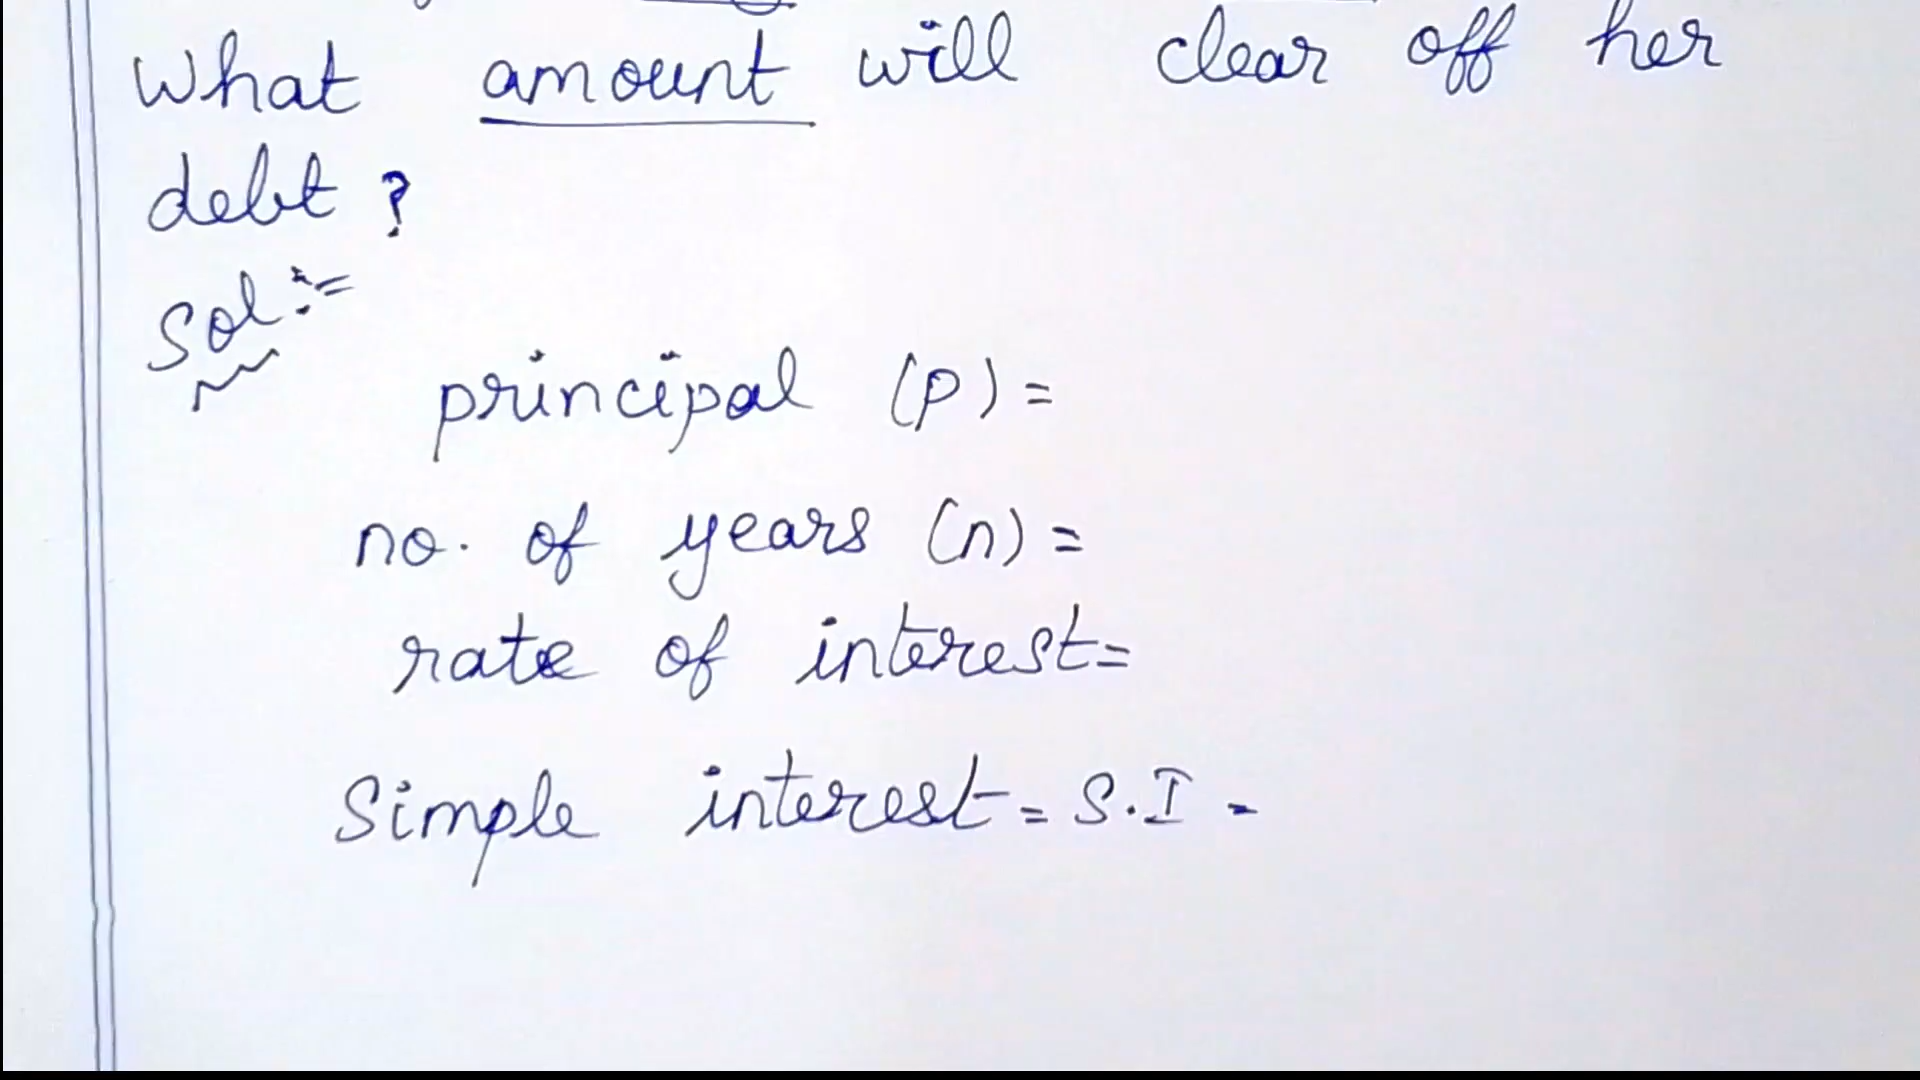 What amount will clear off her
debt ?
Sol:-
principal (p) =
no. of years (n) =
rate of interest=
Simple interest = S.I -